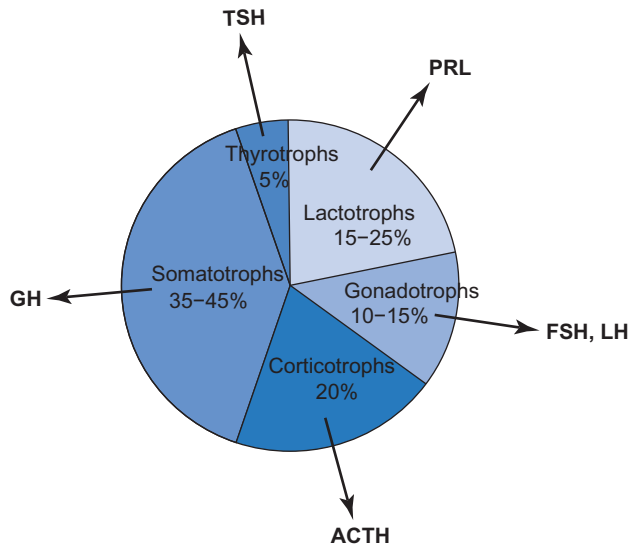 TSH
PRL
Thyrotrophs
5%
Lactotrophs
15−25%
Somatotrophs
35−45%
GH
Gonadotrophs
10−15%
FSH, LH
Corticotrophs
20%
ACTH